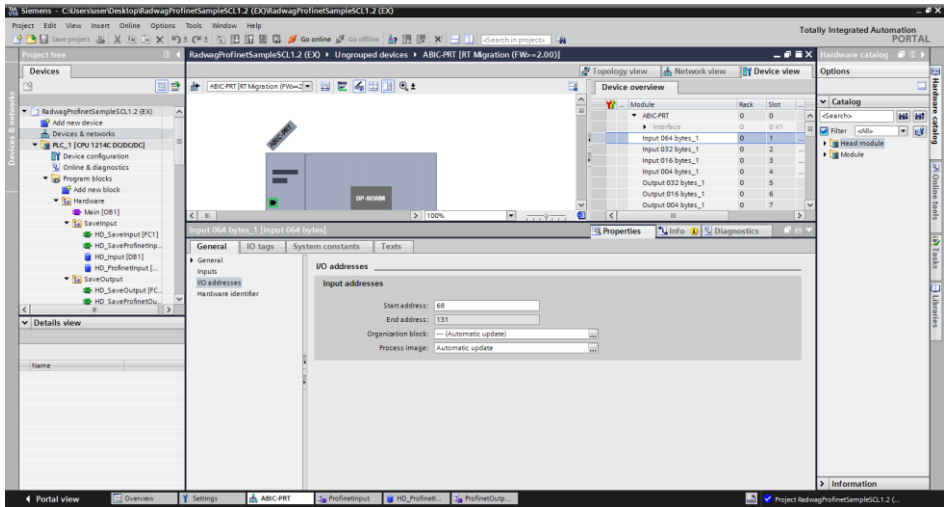 Siemens - C:\Users\user\Desktop\RadwagProfinetSampleSCL1.2 (EX)\RadwagProfinetSampleSCL1.2 (EX)
Project Edit View Insert Online Options Tools Window Help
Totally Integrated Automation
PORTAL
Save project Go online Go offline <Search in project>
Project tree
RadwagProfinetSampleSCL1.2 (EX) ▸ Ungrouped devices ▸ ABIC-PRT [RT Migration (FW>=2.00)]
Hardware catalog
Devices
Topology view Network view Device view
Options
ABIC-PRT [RT Migration (FW>=2
Device overview
Module Rack Slot
ABIC-PRT 0 0
Interface 0 0 X1
Input 064 bytes_1 0 1
Input 032 bytes_1 0 2
Input 016 bytes_1 0 3
Input 004 bytes_1 0 4
Output 032 bytes_1 0 5
Output 016 bytes_1 0 6
Output 004 bytes_1 0 7
Catalog
<Search>
Filter <All>
Head module
Module
RadwagProfinetSampleSCL1.2 (EX)
Add new device
Devices & networks
PLC_1 [CPU 1214C DC/DC/DC]
Device configuration
Online & diagnostics
Program blocks
Add new block
Hardware
Main [OB1]
SaveInput
HD_SaveInput [FC1]
HD_SaveProfinetInp...
HD_Input [DB1]
HD_ProfinetInput [...
SaveOutput
HD_SaveOutput [FC...
HD_SaveProfinetOu...
ABIC-PRT
DP-NORM
100%
Input 064 bytes_1 [Input 064 bytes]
Properties Info Diagnostics
General IO tags System constants Texts
General
Inputs
I/O addresses
Hardware identifier
I/O addresses
Input addresses
Start address: 68
End address: 131
Organization block: --- (Automatic update)
Process image: Automatic update
Details view
Name
Devices & networks
Hardware catalog
Online tools
Tasks
Libraries
Information
Portal view Overview Settings ABIC-PRT ProfinetInput HD_Profinetl... ProfinetOutp... Project RadwagProfinetSampleSCL1.2 (...